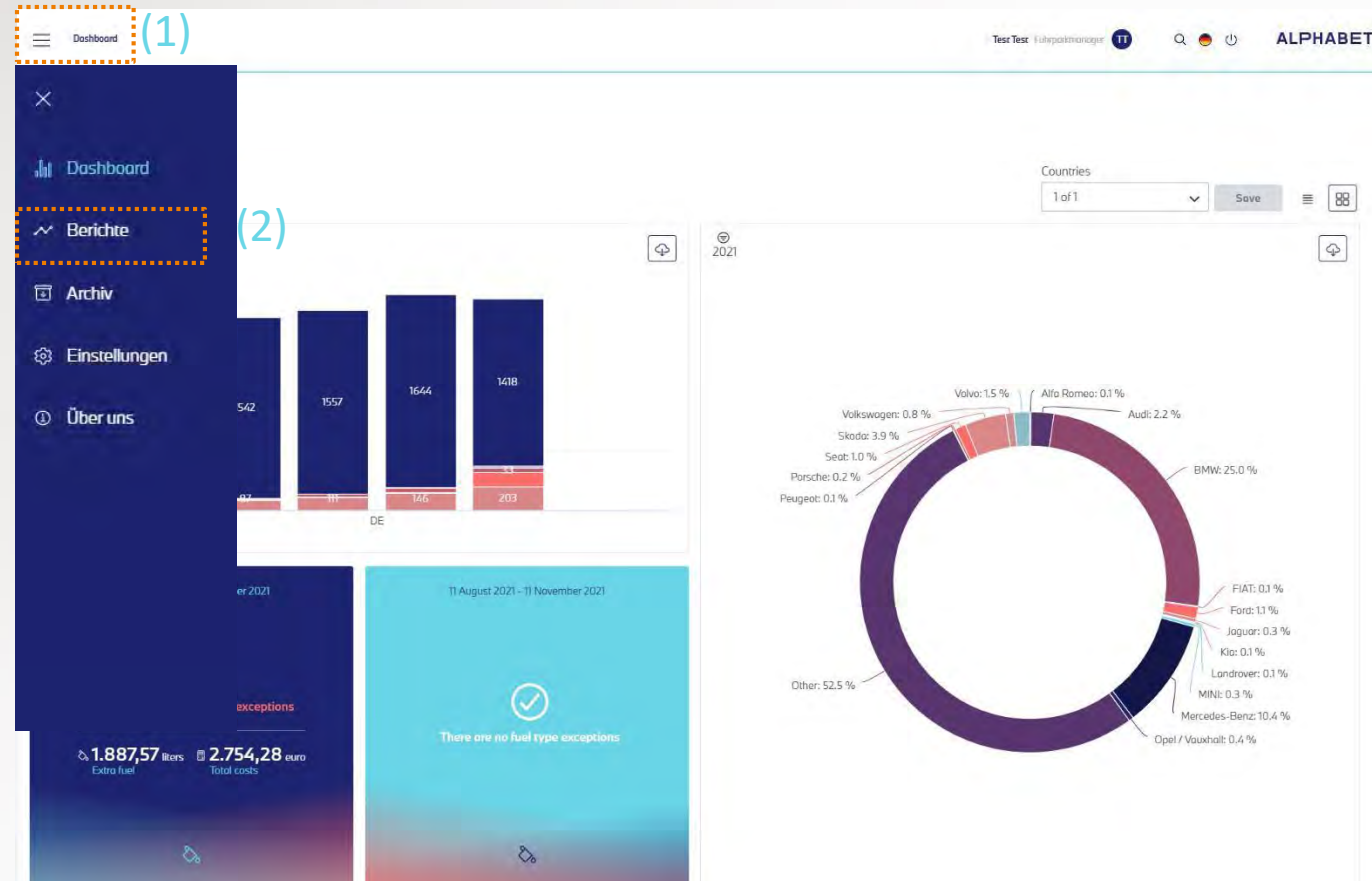 Dashboard
(1)
Test Test Fuhrparkmanager TT
ALPHABET
Dashboard
Berichte
(2)
Archiv
Einstellungen
Über uns
Countries
1 of 1
Save
2021
542
1557
1644
1418
33
87
111
146
203
DE
Volvo: 1.5 %
Alfa Romeo: 0.1 %
Volkswagen: 0.8 %
Audi: 2.2 %
Skoda: 3.9 %
Seat: 1.0 %
BMW: 25.0 %
Porsche: 0.2 %
Peugeot: 0.1 %
FIAT: 0.1 %
Ford: 1.1 %
Jaguar: 0.3 %
Kia: 0.1 %
Landrover: 0.1 %
Other: 52.5 %
MINI: 0.3 %
Mercedes-Benz: 10.4 %
Opel / Vauxhall: 0.4 %
er 2021
exceptions
1.887,57 liters 2.754,28 euro
Extra fuel Total costs
11 August 2021 - 11 November 2021
There are no fuel type exceptions